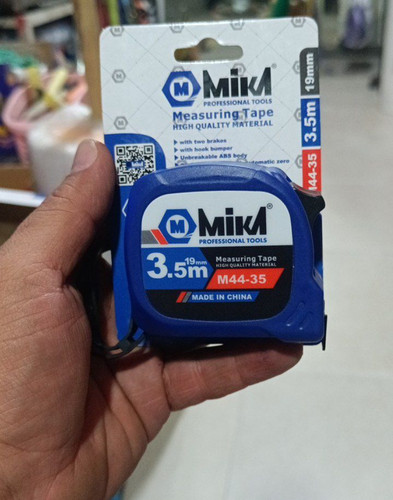 M MikA ®
PROFESSIONAL TOOLS
Measuring Tape
HIGH QUALITY MATERIAL
with two brakes
with hook bumper
Unbreakable ABS body
automatic zero
3.5m 19mm
M44-35
M MikA ®
PROFESSIONAL TOOLS
3.5m 19mm
Measuring Tape
HIGH QUALITY MATERIAL
M44-35
MADE IN CHINA